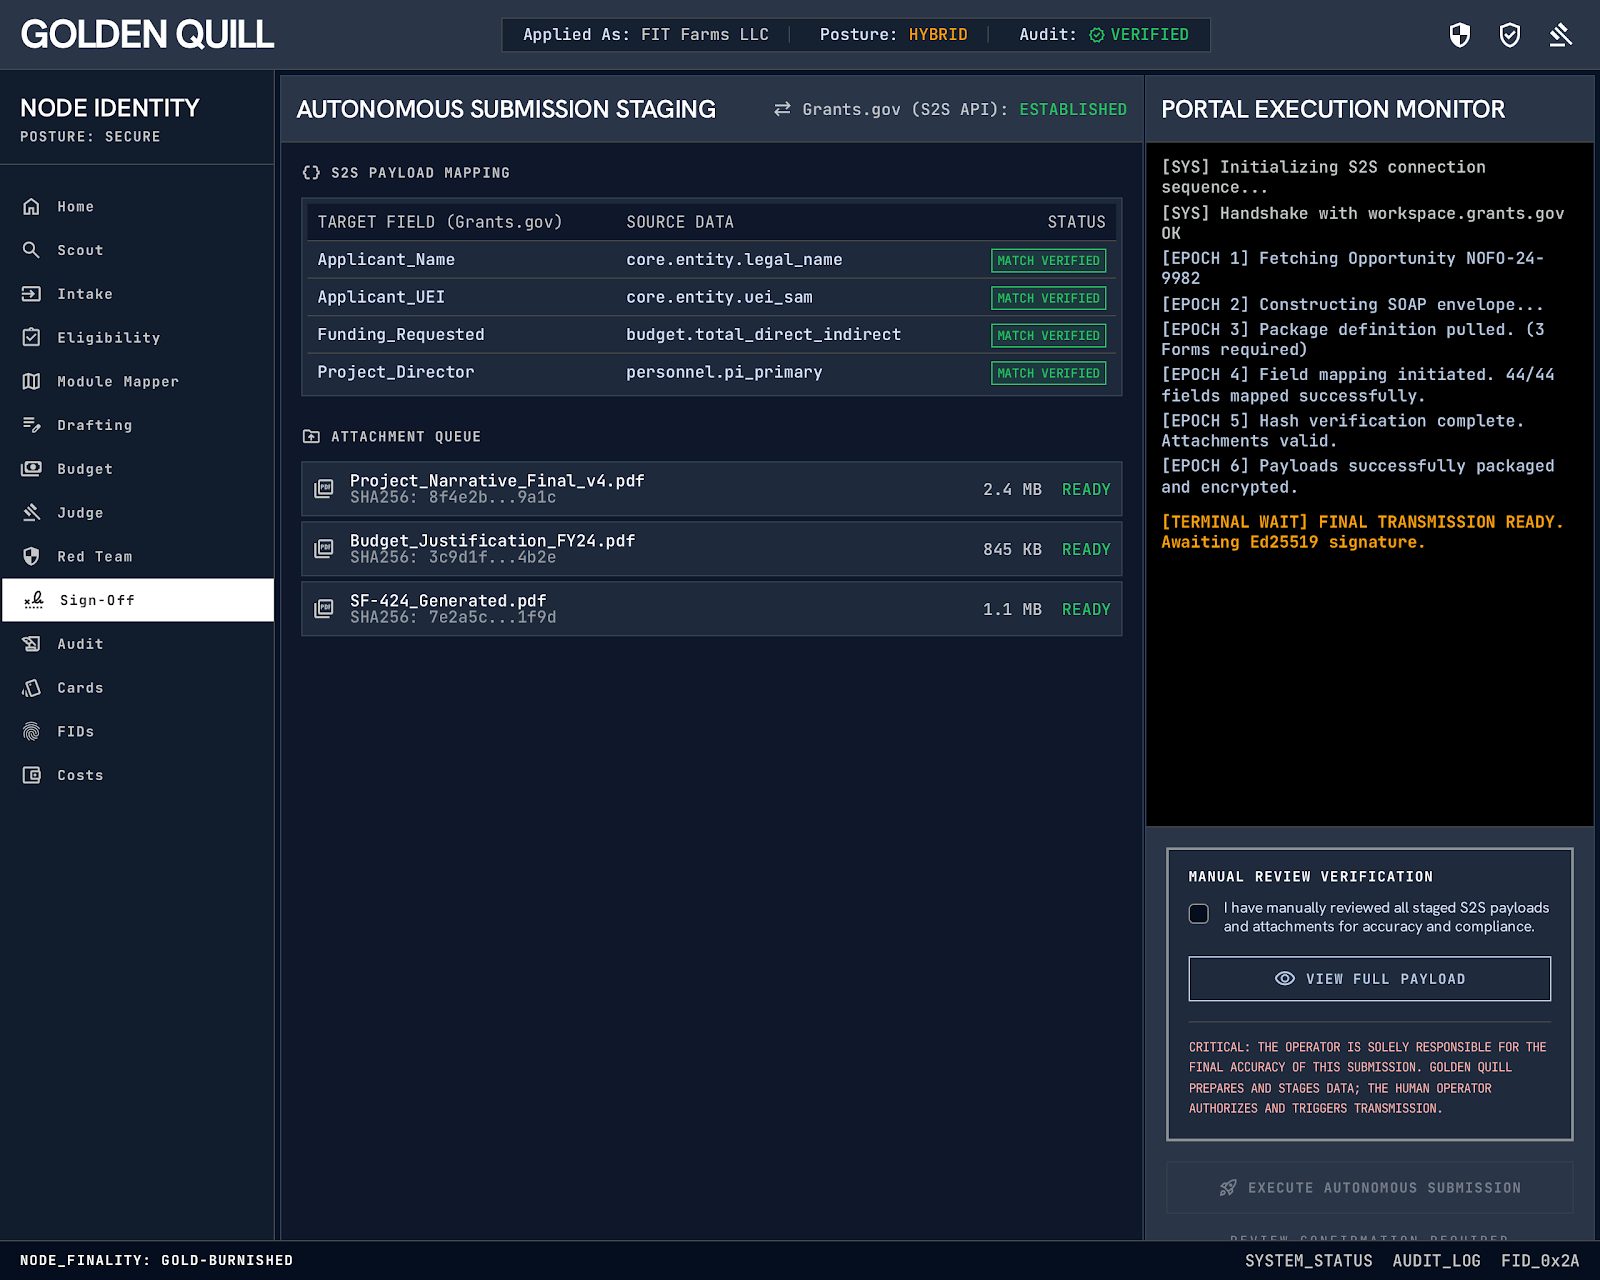 GOLDEN QUILL
Applied As: FIT Farms LLC
Posture: HYBRID
Audit: VERIFIED
NODE IDENTITY
POSTURE: SECURE
Home
Scout
Intake
Eligibility
Module Mapper
Drafting
Budget
Judge
Red Team
Sign-Off
Audit
Cards
FIDs
Costs
AUTONOMOUS SUBMISSION STAGING
Grants.gov (S2S API): ESTABLISHED
S2S PAYLOAD MAPPING
TARGET FIELD (Grants.gov) SOURCE DATA STATUS
Applicant_Name core.entity.legal_name MATCH VERIFIED
Applicant_UEI core.entity.uei_sam MATCH VERIFIED
Funding_Requested budget.total_direct_indirect MATCH VERIFIED
Project_Director personnel.pi_primary MATCH VERIFIED
ATTACHMENT QUEUE
PDF
Project_Narrative_Final_v4.pdf
SHA256: 8f4e2b...9a1c
2.4 MB READY
PDF
Budget_Justification_FY24.pdf
SHA256: 3c9d1f...4b2e
845 KB READY
PDF
SF-424_Generated.pdf
SHA256: 7e2a5c...1f9d
1.1 MB READY
PORTAL EXECUTION MONITOR
[SYS] Initializing S2S connection
sequence...
[SYS] Handshake with workspace.grants.gov
OK
[EPOCH 1] Fetching Opportunity NOFO-24-
9982
[EPOCH 2] Constructing SOAP envelope...
[EPOCH 3] Package definition pulled. (3
Forms required)
[EPOCH 4] Field mapping initiated. 44/44
fields mapped successfully.
[EPOCH 5] Hash verification complete.
Attachments valid.
[EPOCH 6] Payloads successfully packaged
and encrypted.
[TERMINAL WAIT] FINAL TRANSMISSION READY.
Awaiting Ed25519 signature.
MANUAL REVIEW VERIFICATION
I have manually reviewed all staged S2S payloads
and attachments for accuracy and compliance.
VIEW FULL PAYLOAD
CRITICAL: THE OPERATOR IS SOLELY RESPONSIBLE FOR THE
FINAL ACCURACY OF THIS SUBMISSION. GOLDEN QUILL
PREPARES AND STAGES DATA; THE HUMAN OPERATOR
AUTHORIZES AND TRIGGERS TRANSMISSION.
EXECUTE AUTONOMOUS SUBMISSION
REVIEW CONFIRMATION REQUIRED
NODE_FINALITY: GOLD-BURNISHED
SYSTEM_STATUS AUDIT_LOG FID_0x2A